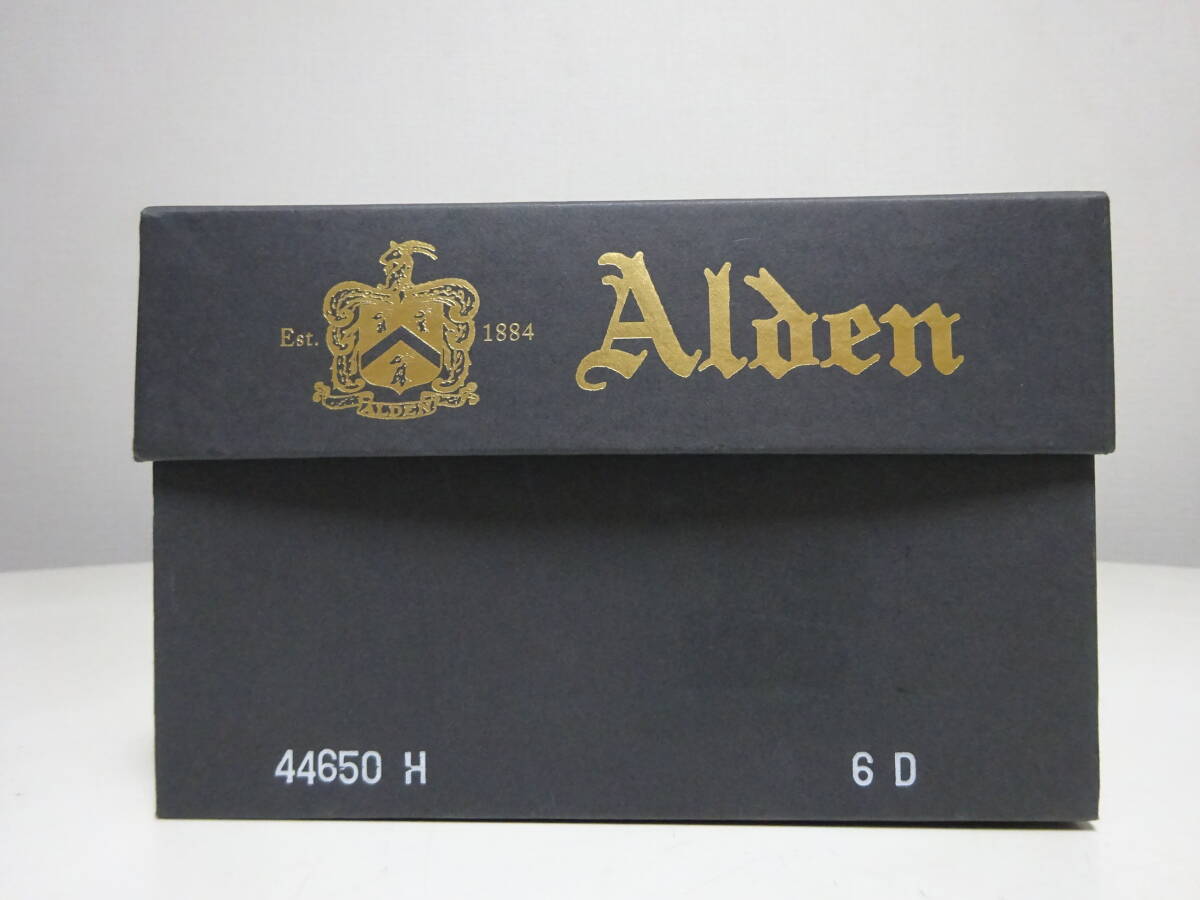 Est. 1884
ALDEN
Alden
44650 H 6 D